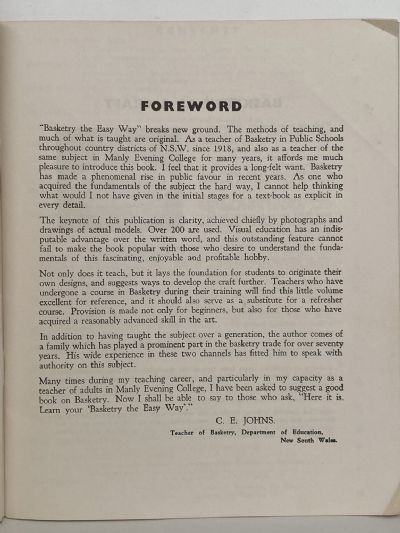 FOREWORD
"Basketry the Easy Way" breaks new ground. The methods of teaching, and
much of what is taught are original. As a teacher of Basketry in Public Schools
throughout country districts of N.S.W. since 1918, and also as a teacher of the
same subject in Manly Evening College for many years, it affords me much
pleasure to introduce this book. I feel that it provides a long-felt want. Basketry
has made a phenomenal rise in public favour in recent years. As one who
acquired the fundamentals of the subject the hard way, I cannot help thinking
what would I not have given in the initial stages for a text-book as explicit in
every detail.
The keynote of this publication is clarity, achieved chiefly by photographs and
drawings of actual models. Over 200 are used. Visual education has an indis-
putable advantage over the written word, and this outstanding feature cannot
fail to make the book popular with those who desire to understand the funda-
mentals of this fascinating, enjoyable and profitable hobby.
Not only does it teach, but it lays the foundation for students to originate their
own designs, and suggests ways to develop the craft further. Teachers who have
undergone a course in Basketry during their training will find this little volume
excellent for reference, and it should also serve as a substitute for a refresher
course. Provision is made not only for beginners, but also for those who have
acquired a reasonably advanced skill in the art.
In addition to having taught the subject over a generation, the author comes of
a family which has played a prominent part in the basketry trade for over seventy
years. His wide experience in these two channels has fitted him to speak with
authority on this subject.
Many times during my teaching career, and particularly in my capacity as a
teacher of adults in Manly Evening College, I have been asked to suggest a good
book on Basketry. Now I shall be able to say to those who ask, "Here it is.
Learn your 'Basketry the Easy Way'."
C. E. JOHNS.
Teacher of Basketry, Department of Education,
New South Wales.